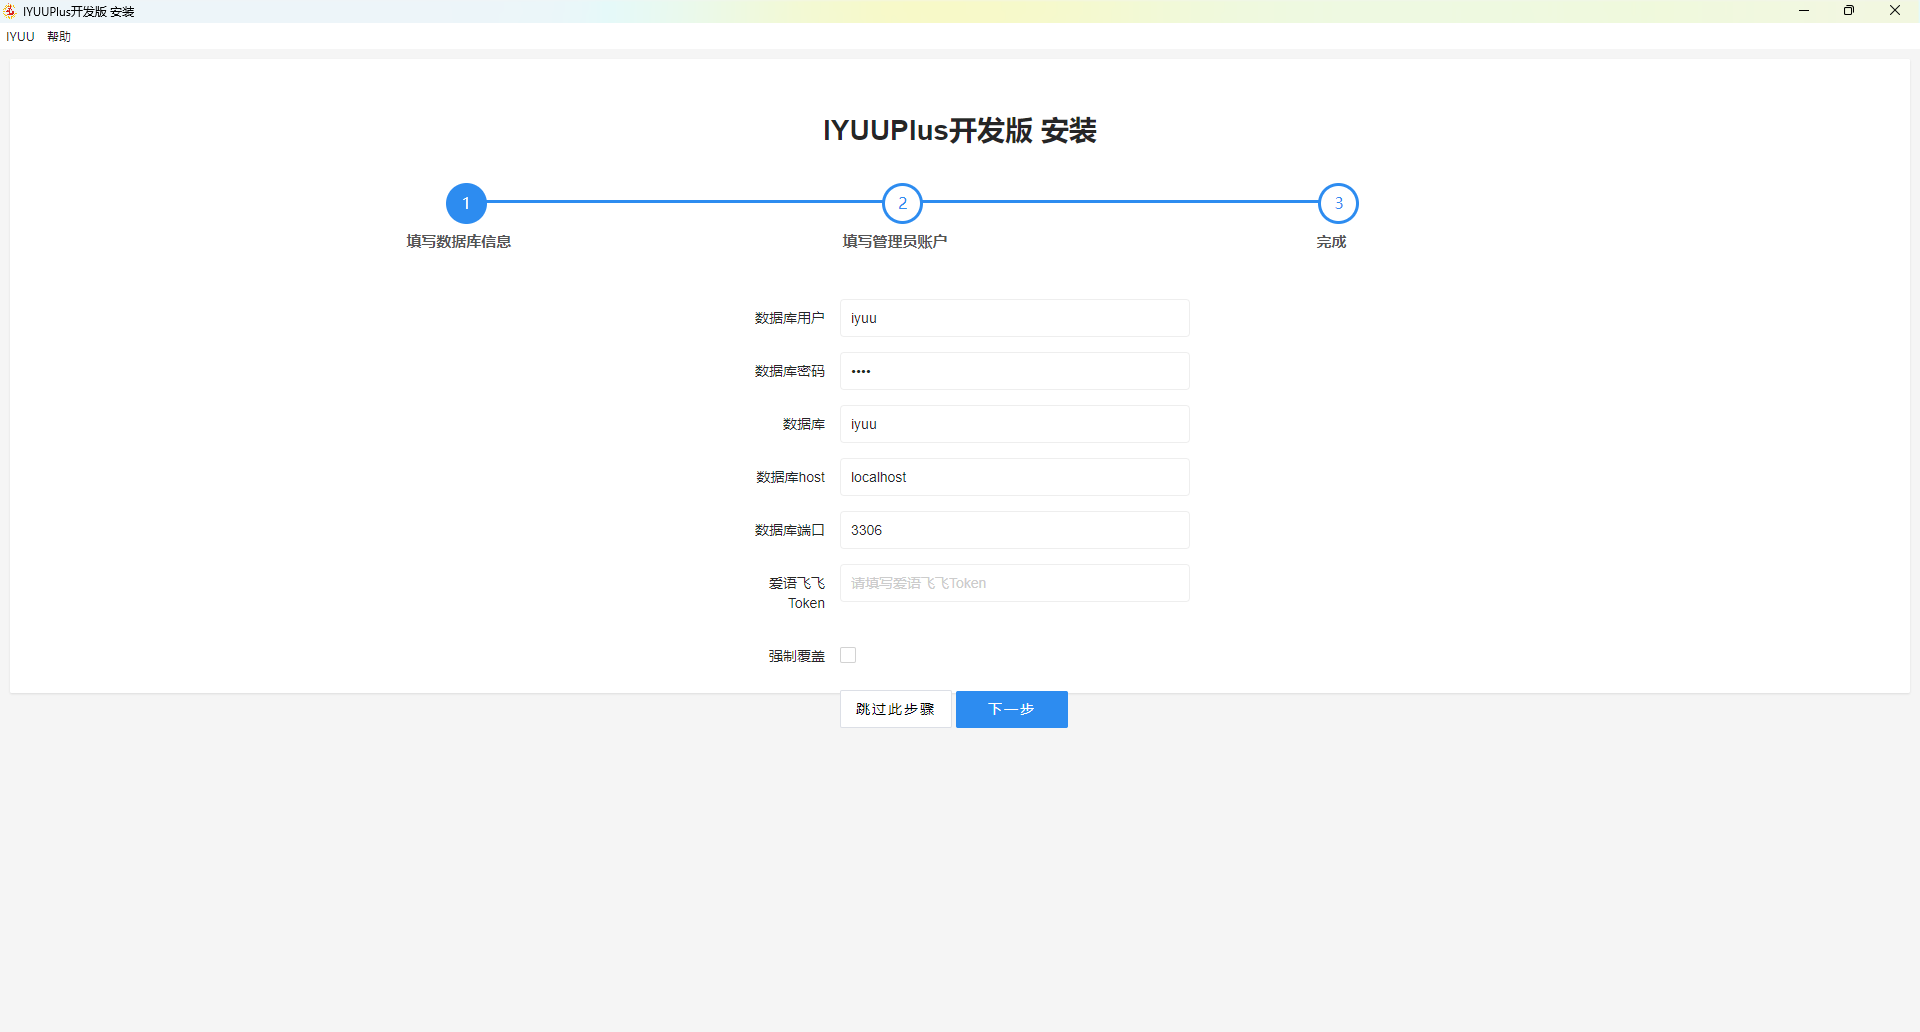 IYUUPlus开发版 安装
IYUU 帮助
IYUUPlus开发版 安装
1 2 3
填写数据库信息 填写管理员账户 完成
数据库用户 iyuu
数据库密码 ••••
数据库 iyuu
数据库host localhost
数据库端口 3306
爱语飞飞 请填写爱语飞飞Token
Token
强制覆盖
跳过此步骤 下一步